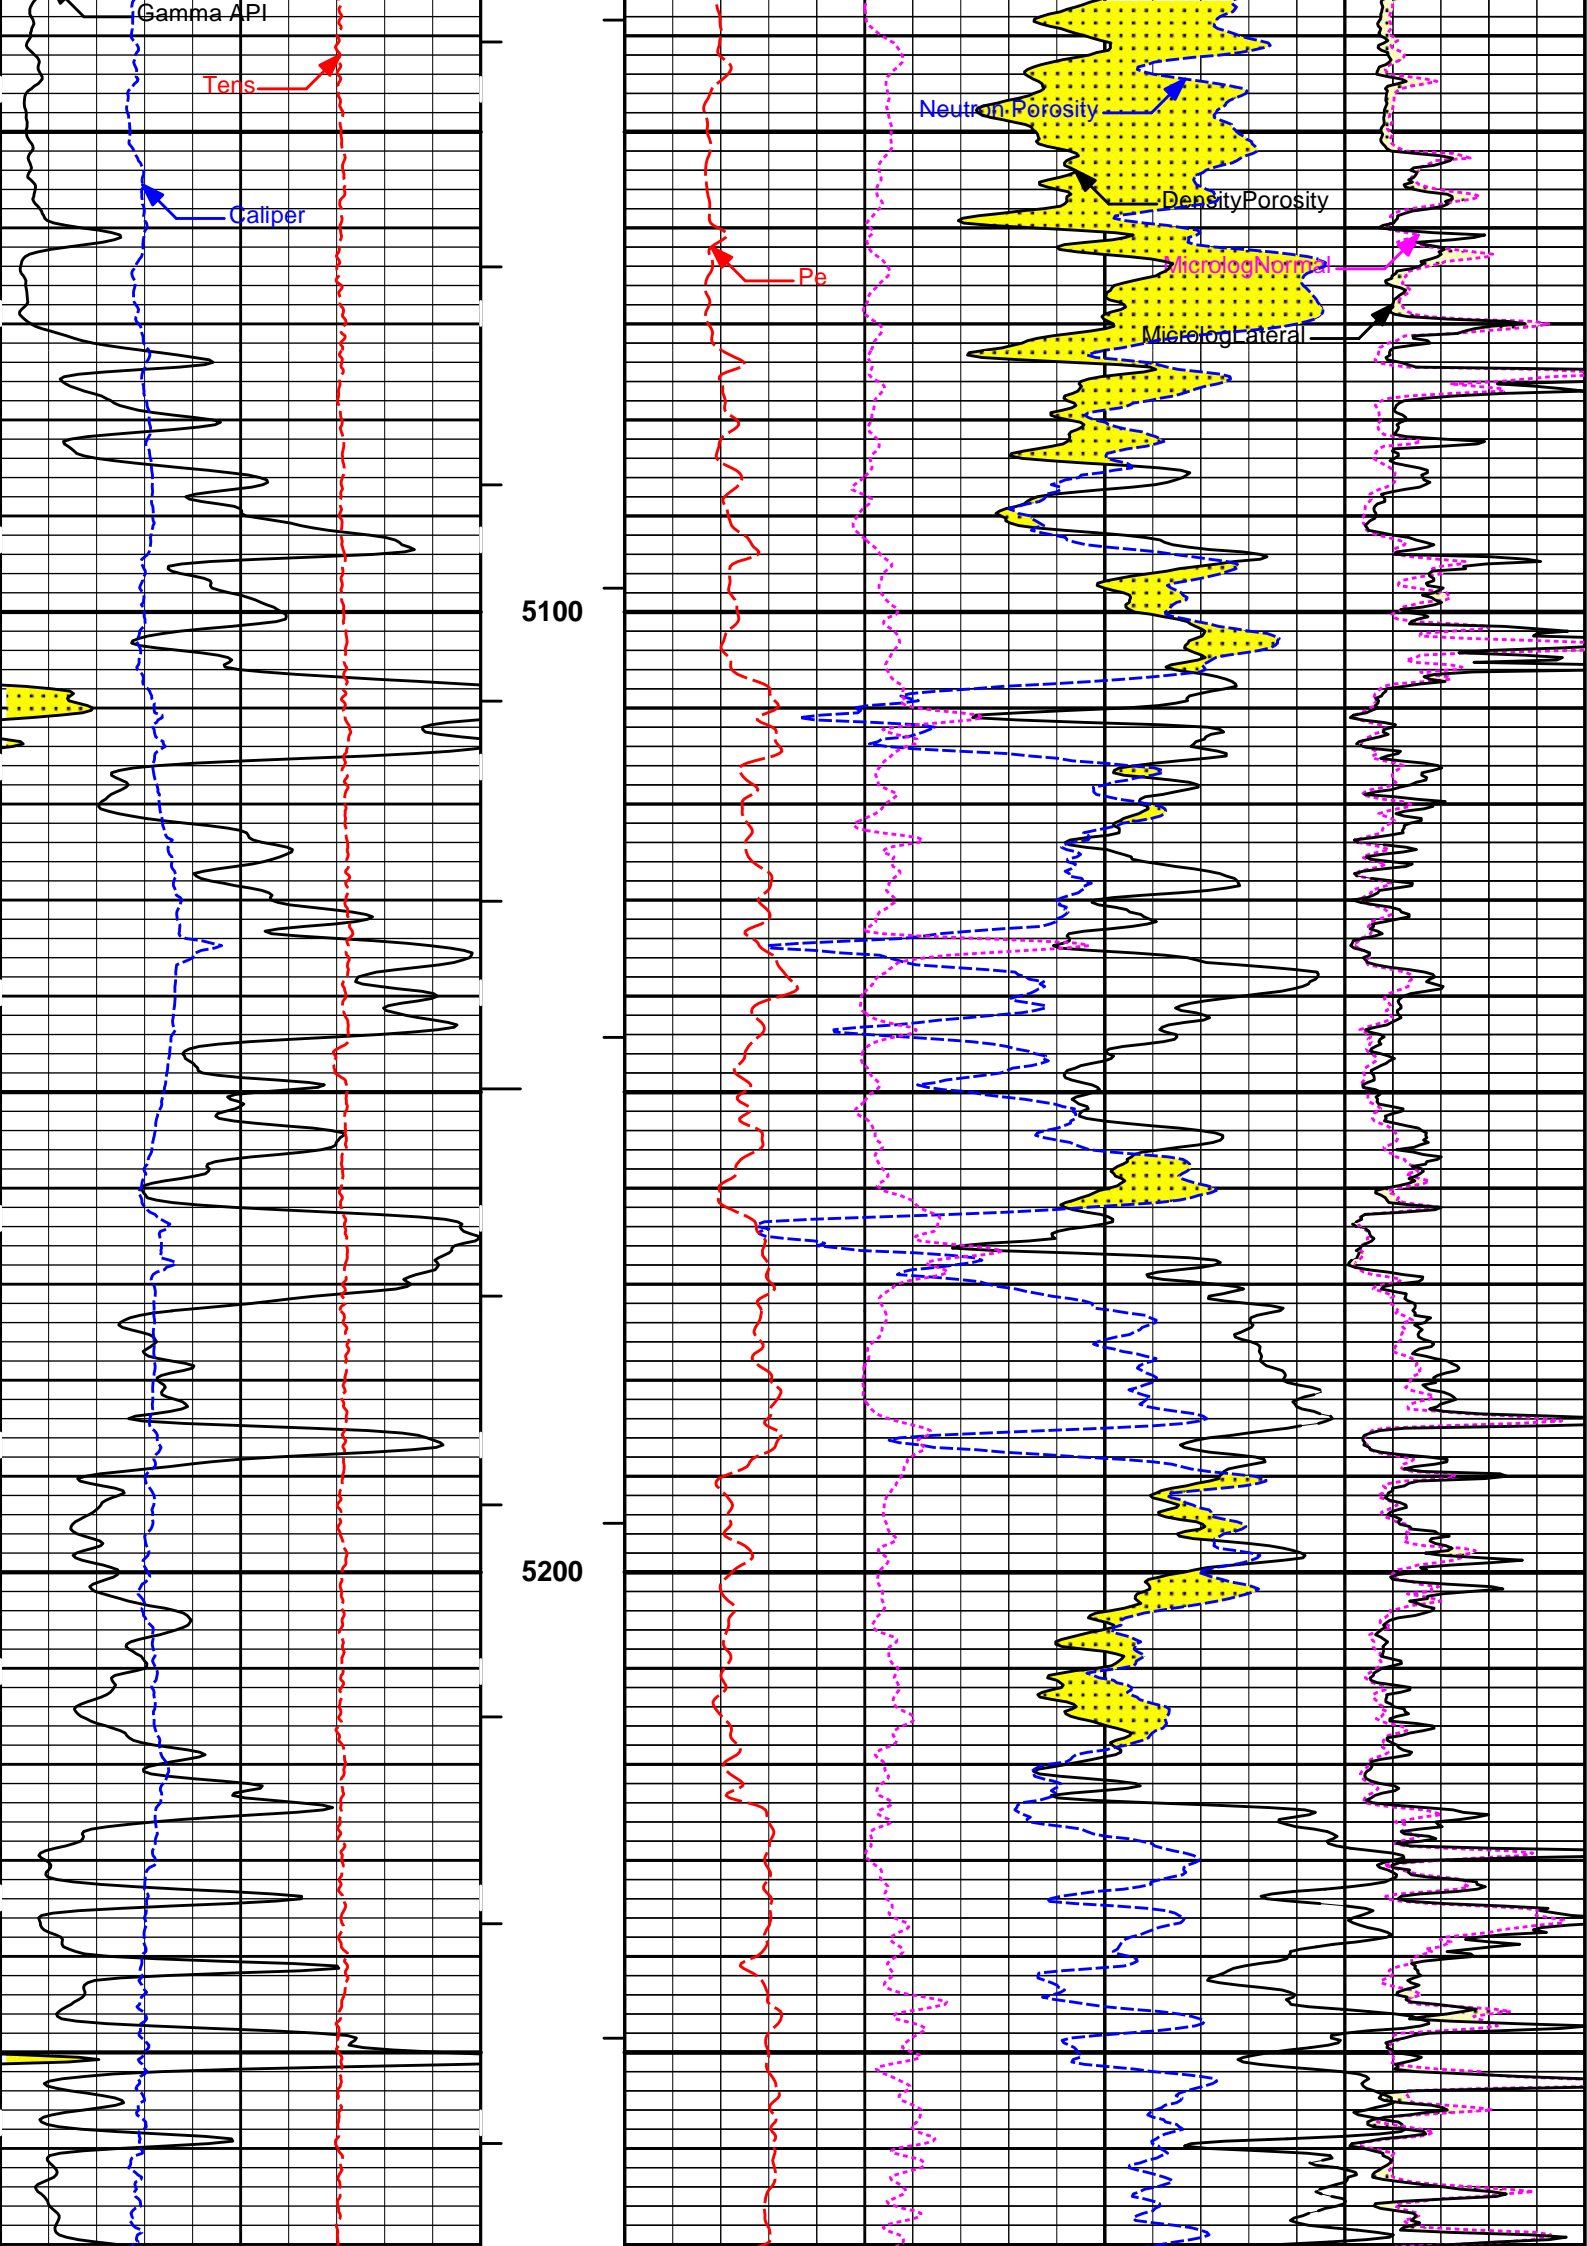 Gamma API
Tens
Neutron Porosity
DensityPorosity
Caliper
MicrologNormal
Pe
MicrologLateral
5100
5200